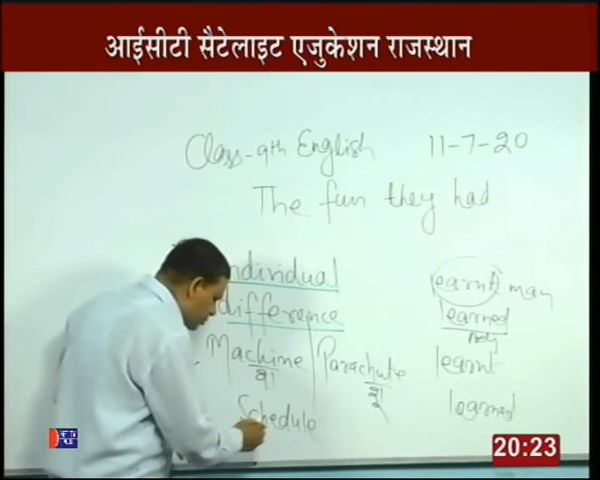 आईसीटी सैटेलाइट एजुकेशन राजस्थान
Class-9th English 11-7-20
The fun they had
individual
difference
learnt man
learned
Machine Parachute learnt
शी शू
Schedule learned
20:23